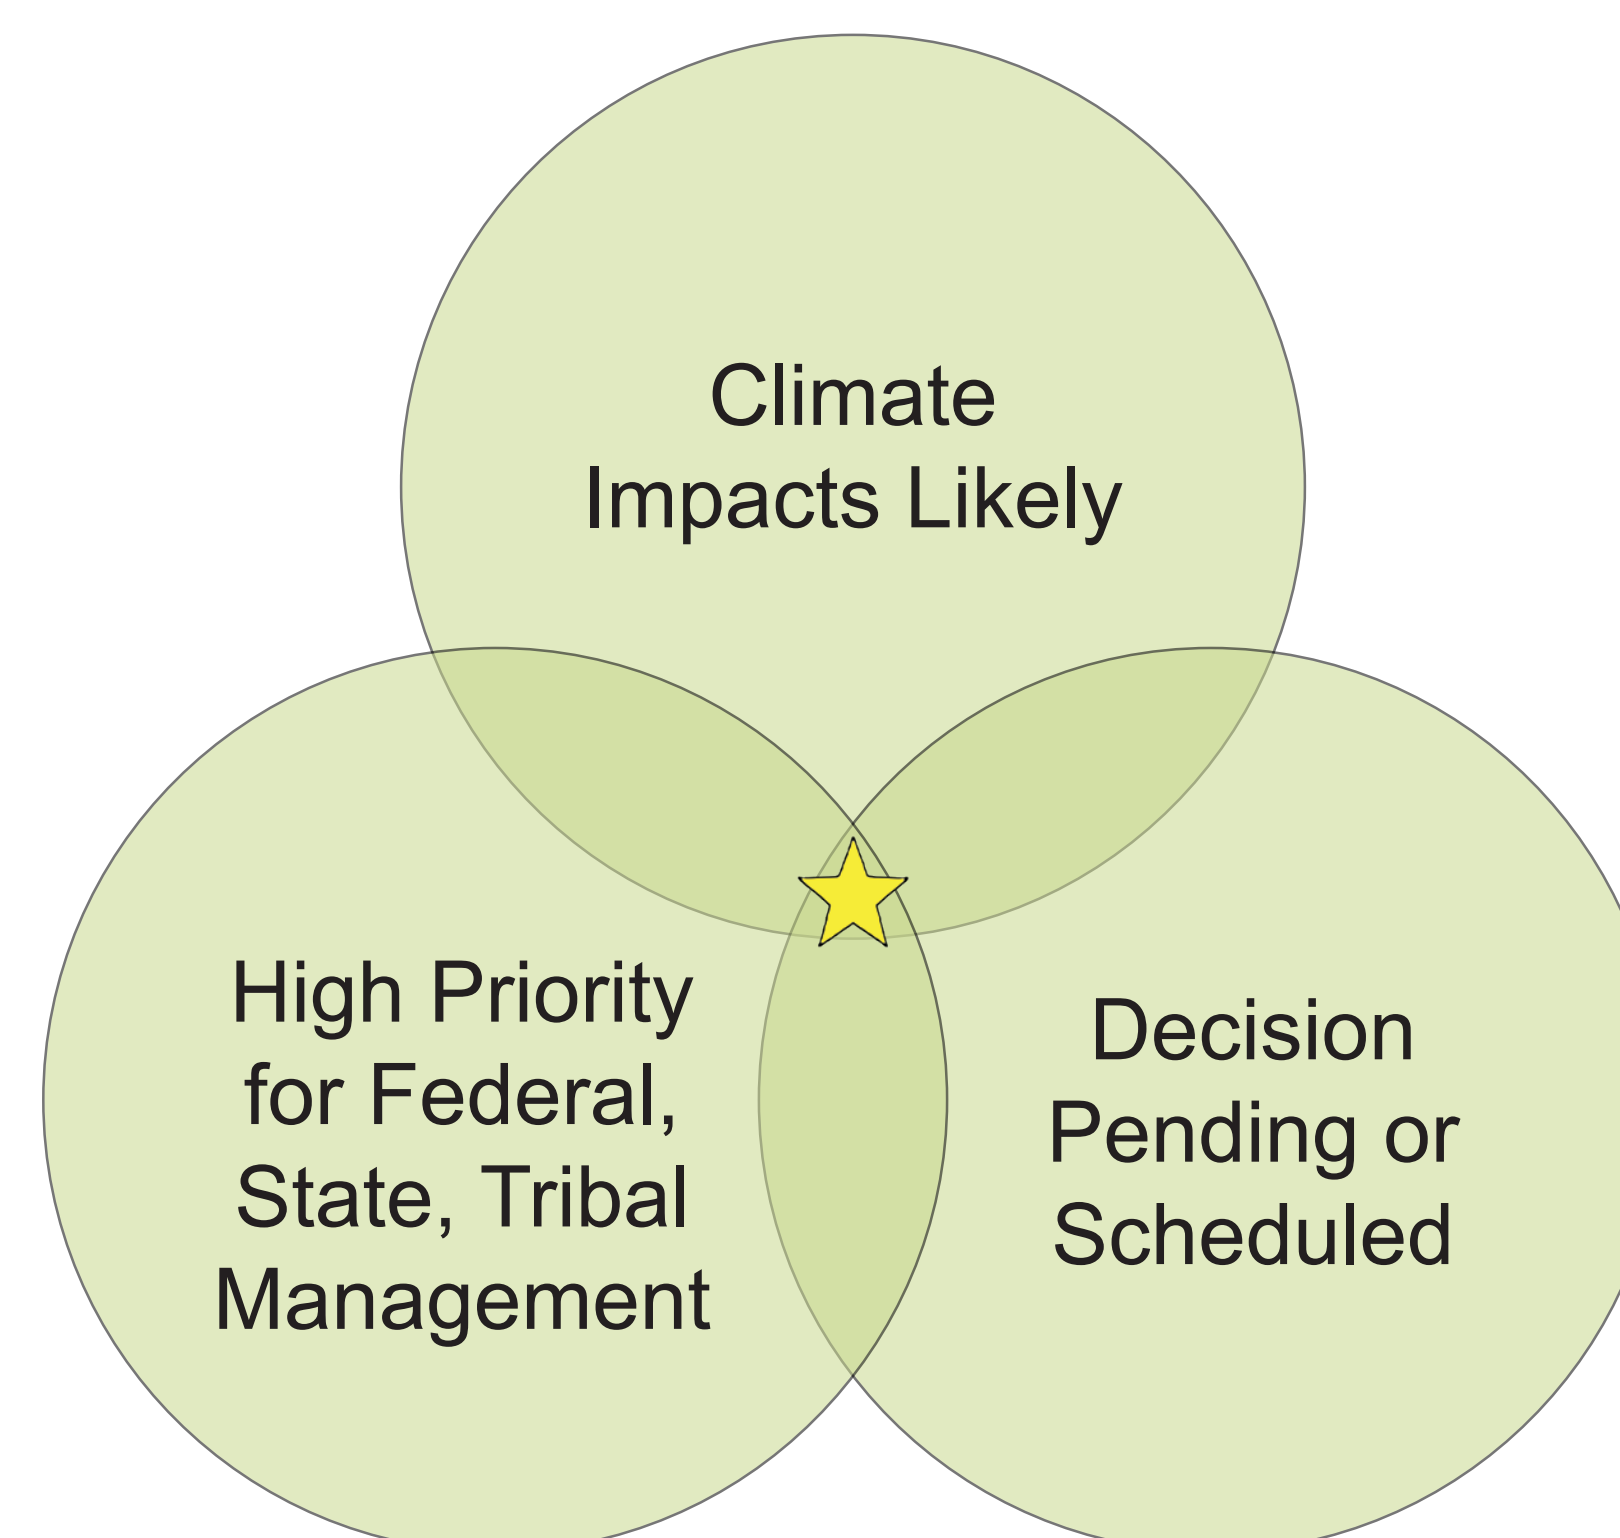 Climate
Impacts Likely
High Priority
for Federal,
State, Tribal
Management
Decision
Pending or
Scheduled